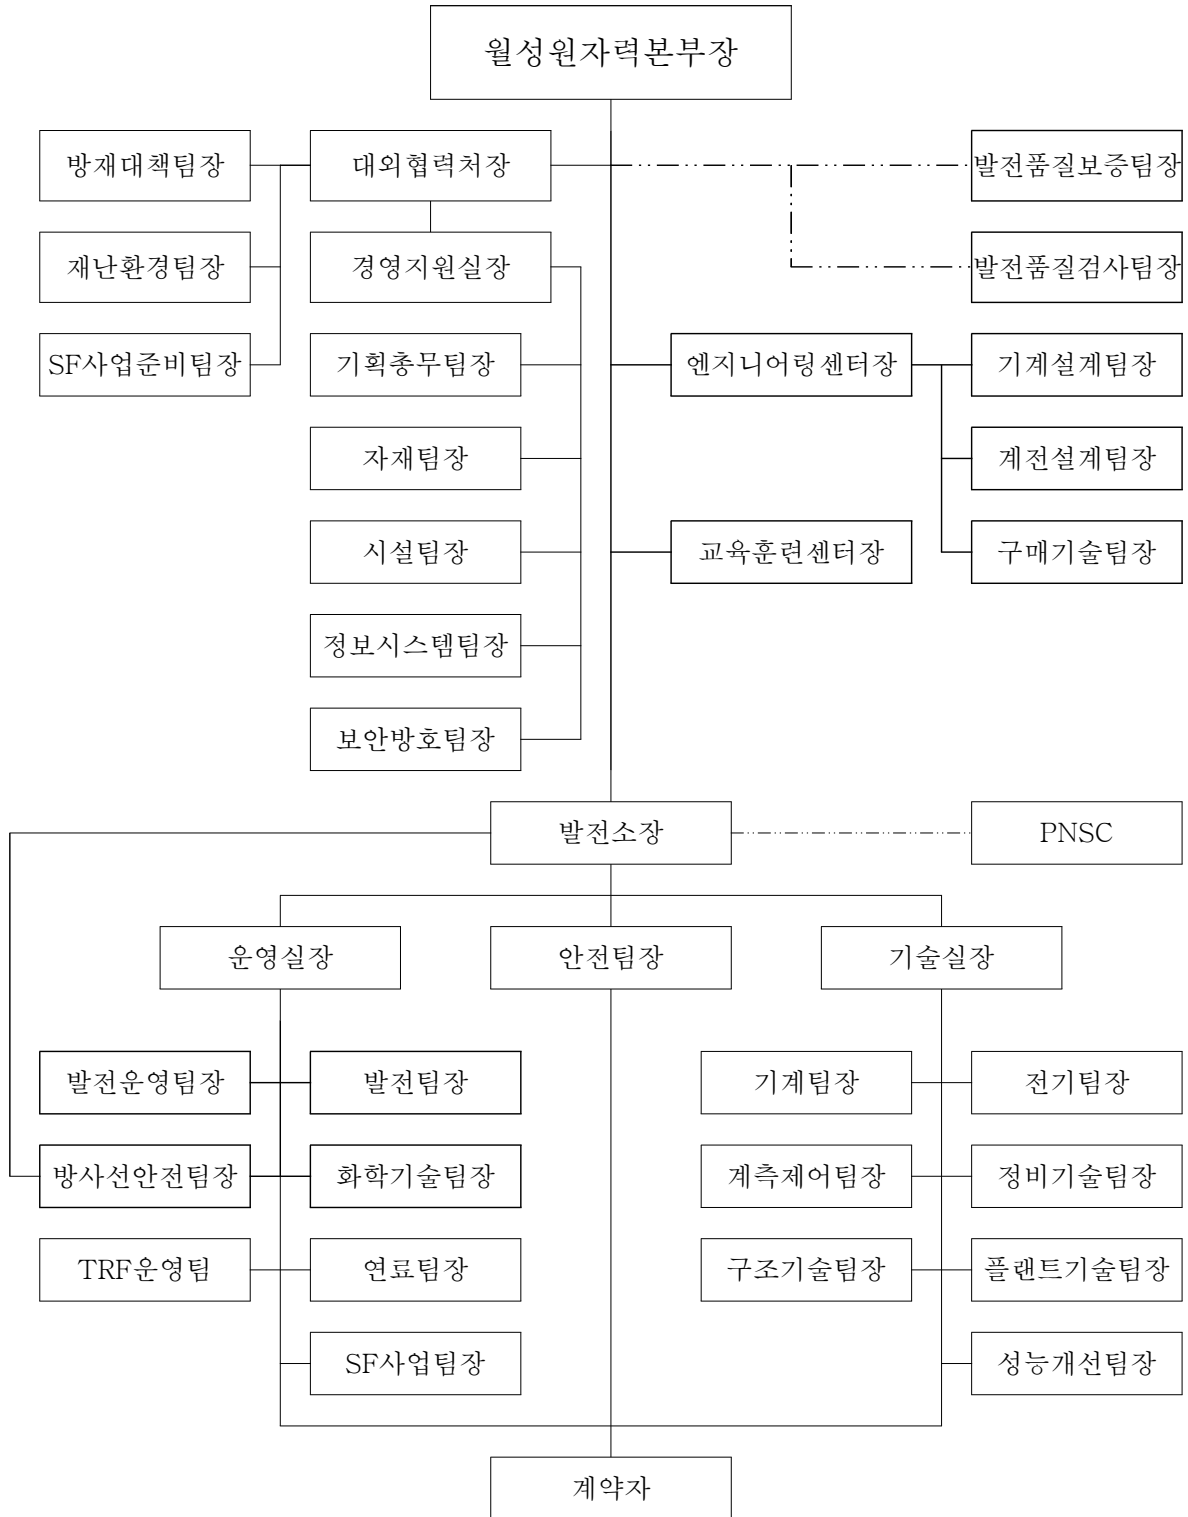 월성원자력본부장
방재대책팀장
대외협력처장
발전품질보증팀장
재난환경팀장
경영지원실장
발전품질검사팀장
SF사업준비팀장
기획총무팀장
엔지니어링센터장
기계설계팀장
자재팀장
계전설계팀장
시설팀장
교육훈련센터장
구매기술팀장
정보시스템팀장
보안방호팀장
발전소장
PNSC
운영실장
안전팀장
기술실장
발전운영팀장
발전팀장
기계팀장
전기팀장
방사선안전팀장
화학기술팀장
계측제어팀장
정비기술팀장
TRF운영팀
연료팀장
구조기술팀장
플랜트기술팀장
SF사업팀장
성능개선팀장
계약자